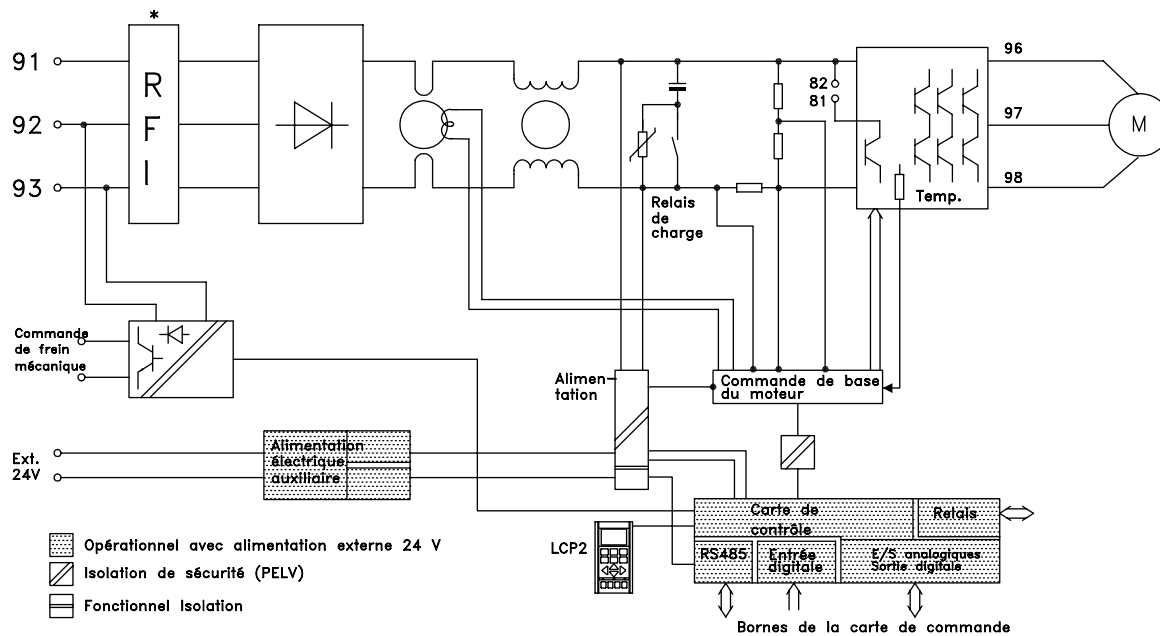 *
91
92
93
R
F
I
82
81
96
97
98
M
Temp.
Relais
de
charge
Commande
de frein
mécanique
Alimen-
tation
Commande de base
du moteur
Ext.
24V
Alimentation
électrique
auxiliaire
Carte de
contrôle
Relais
LCP2
RS485
Entrée
digitale
E/S analogiques
Sortie digitale
Opérationnel avec alimentation externe 24 V
Isolation de sécurité (PELV)
Fonctionnel Isolation
Bornes de la carte de commande